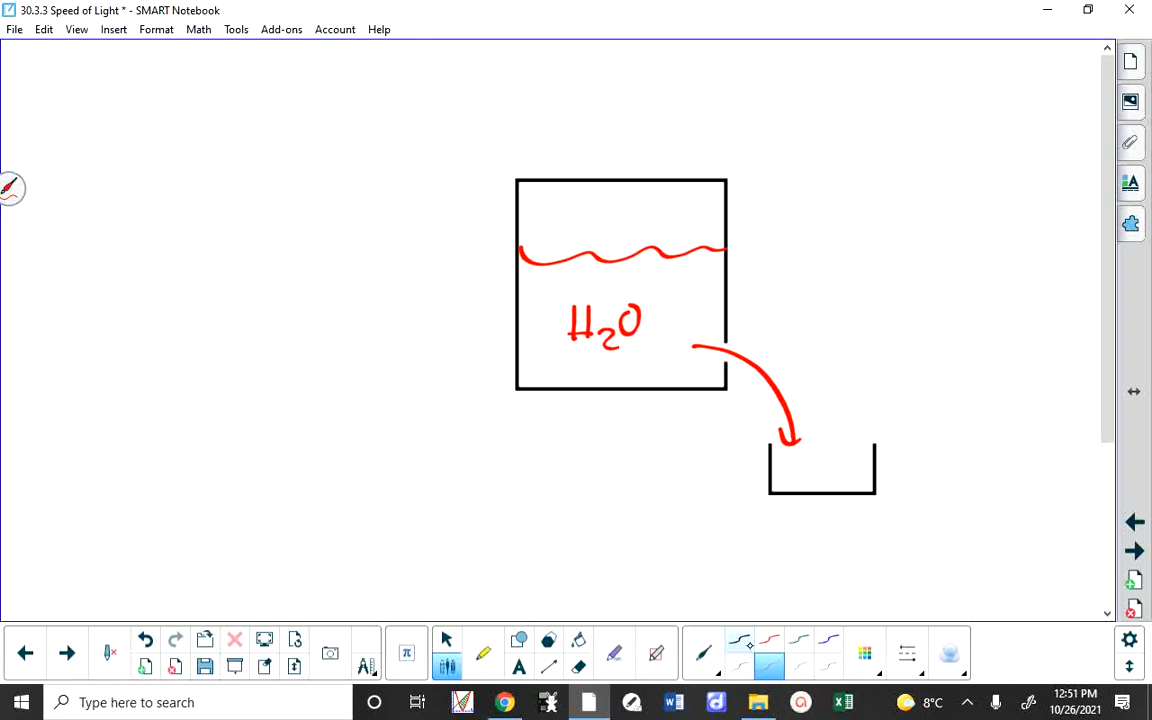 30.3.3 Speed of Light * - SMART Notebook
File Edit View Insert Format Math Tools Add-ons Account Help
H₂O
π
A
Type here to search
8°C
12:51 PM
10/26/2021